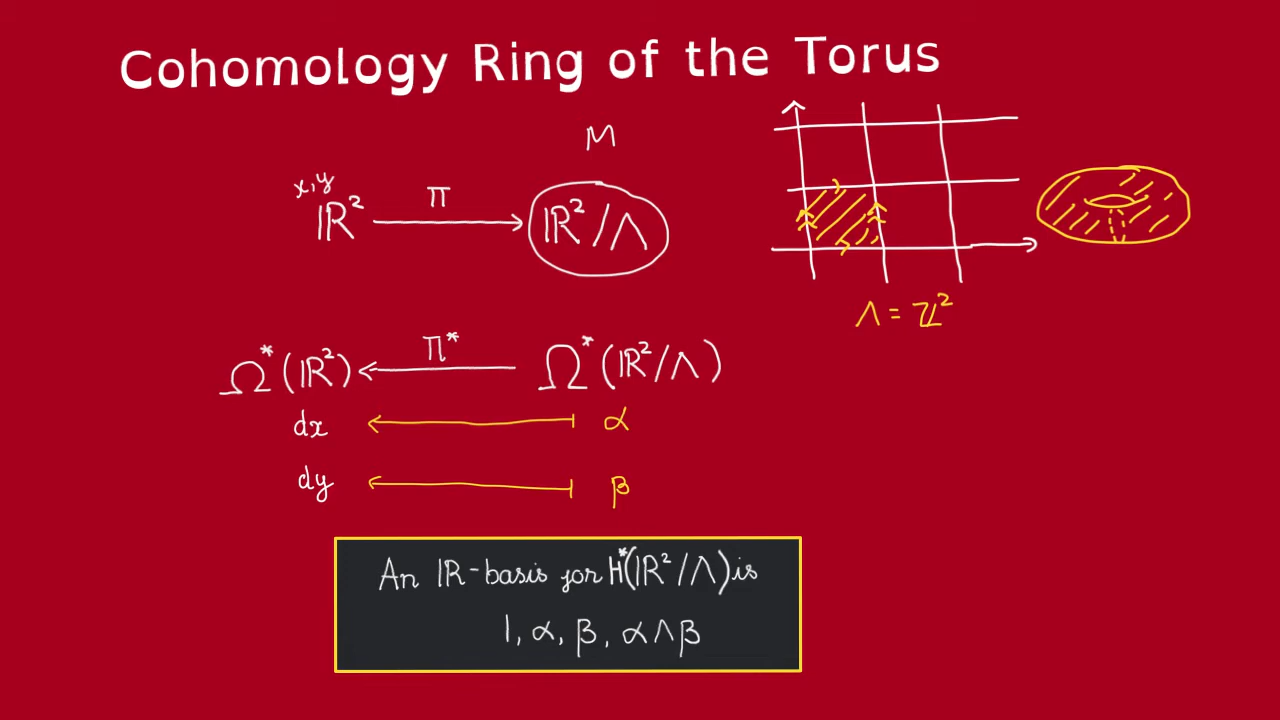 Cohomology Ring of the Torus
M
x,y
ℝ² π ℝ²/Λ
Λ = ℤ²
Ω*(ℝ²) π* Ω*(ℝ²/Λ)
dx α
dy β
An ℝ-basis for H*(ℝ²/Λ) is
1, α, β, α∧β